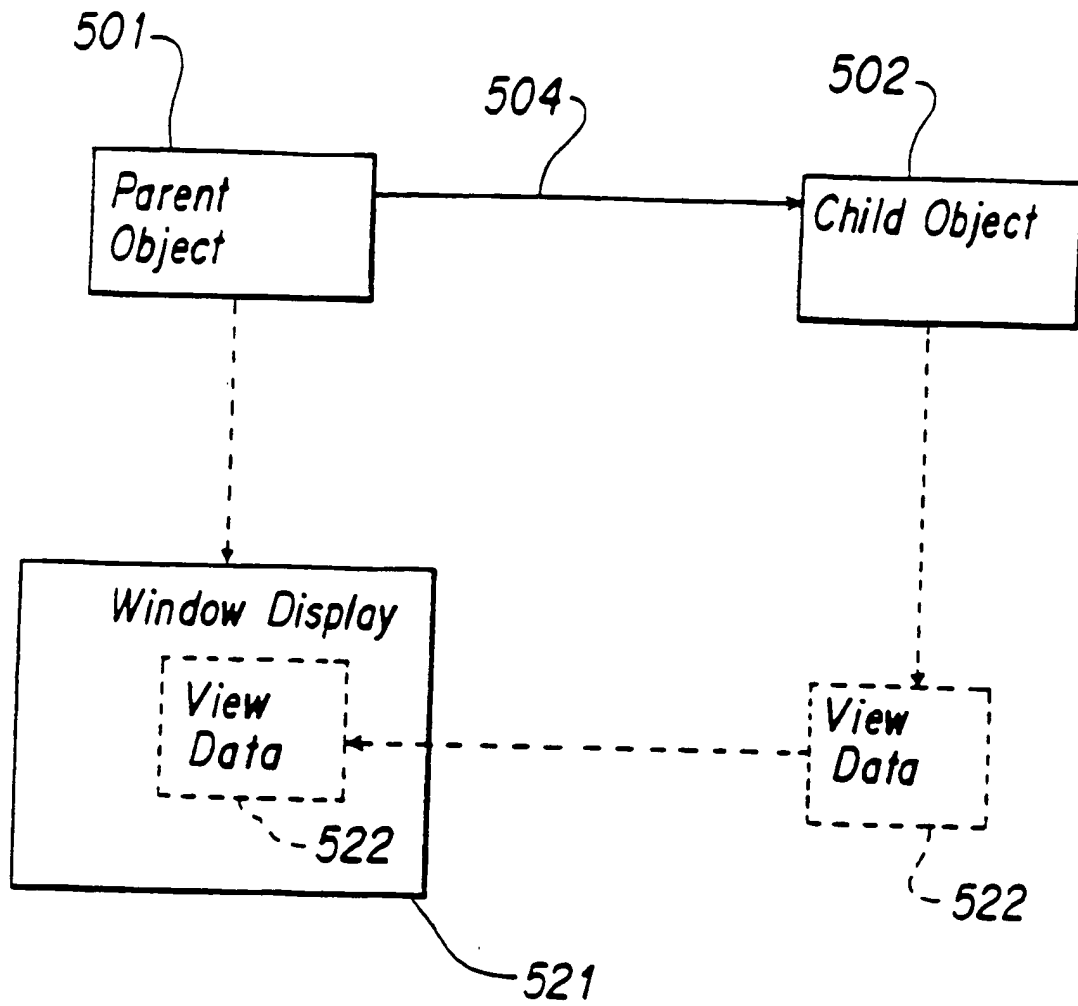 501
504
502
Parent
Object
Child Object
Window Display
View
Data
View
Data
522
522
521